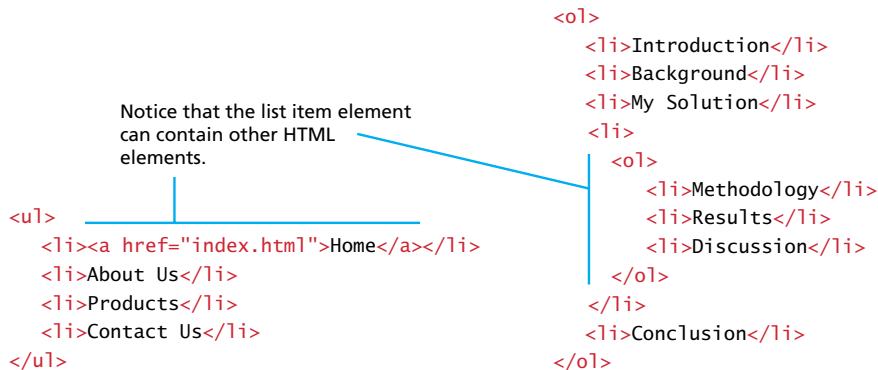 Notice that the list item element
can contain other HTML
elements.
<ul>
<li><a href="index.html">Home</a></li>
<li>About Us</li>
<li>Products</li>
<li>Contact Us</li>
</ul>
<ol>
<li>Introduction</li>
<li>Background</li>
<li>My Solution</li>
<li>
<ol>
<li>Methodology</li>
<li>Results</li>
<li>Discussion</li>
</ol>
</li>
<li>Conclusion</li>
</ol>